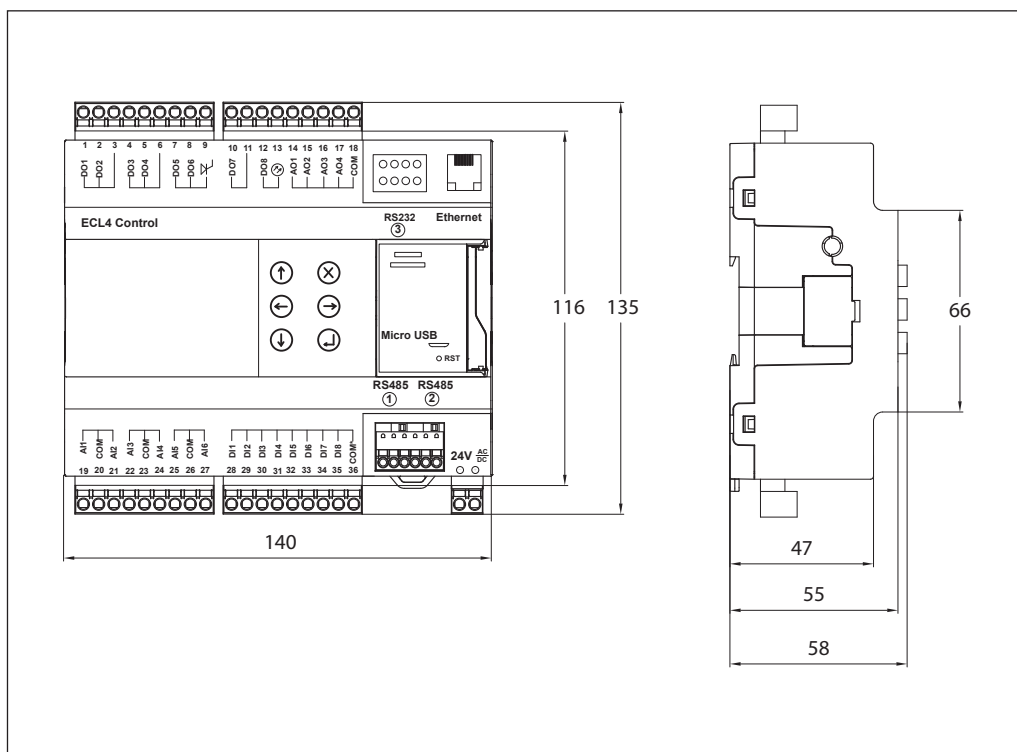 1 2 3 4 5 6 7 8 9 10 11 12 13 14 15 16 17 18
DO1 DO2 DO3 DO4 DO5 DO6 DO7 DO8 AO1 AO2 AO3 AO4 COM
ECL4 Control
RS232
3
Ethernet
116
135
66
Micro USB
RST
RS485 RS485
1 2
AI1 COM AI2 AI3 COM AI4 AI5 COM AI6 DI1 DI2 DI3 DI4 DI5 DI6 DI7 DI8 COM'
19 20 21 22 23 24 25 26 27 28 29 30 31 32 33 34 35 36
24V AC
DC
140
47
55
58